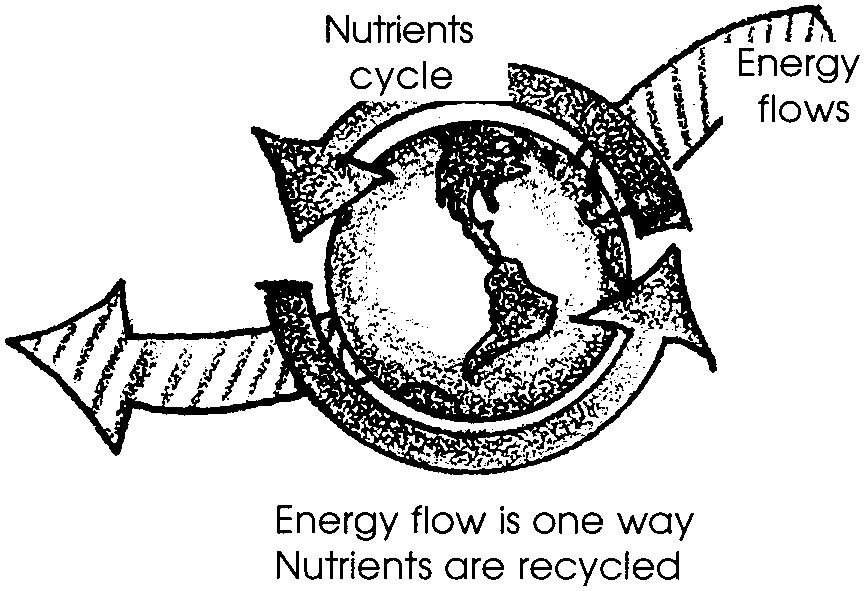 Nutrients
cycle
Energy
flows
Energy flow is one way
Nutrients are recycled